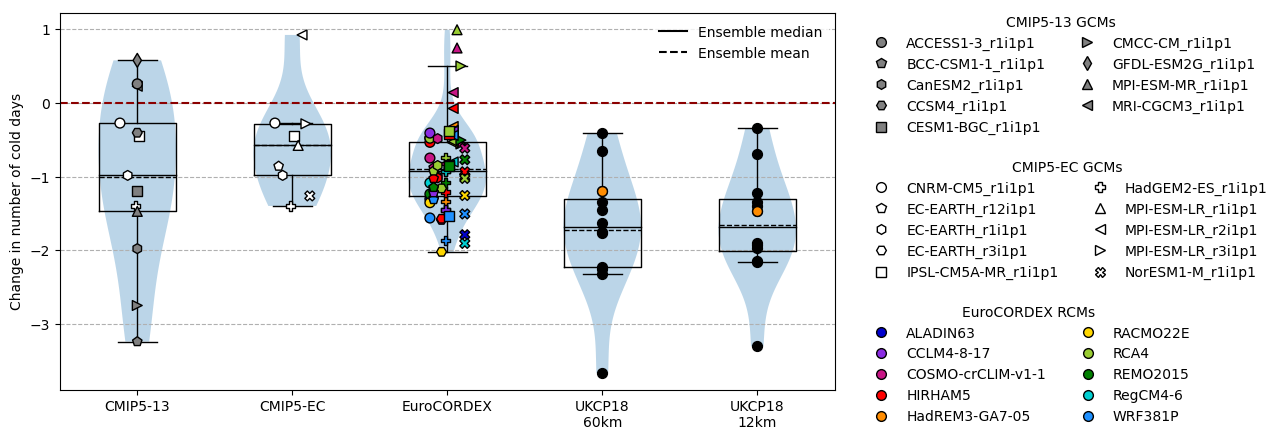 Change in number of cold days
1
0
−1
−2
−3
Ensemble median
Ensemble mean
CMIP5-13
CMIP5-EC
EuroCORDEX
UKCP18
60km
UKCP18
12km
CMIP5-13 GCMs
ACCESS1-3_r1i1p1
BCC-CSM1-1_r1i1p1
CanESM2_r1i1p1
CCSM4_r1i1p1
CESM1-BGC_r1i1p1
CMCC-CM_r1i1p1
GFDL-ESM2G_r1i1p1
MPI-ESM-MR_r1i1p1
MRI-CGCM3_r1i1p1
CMIP5-EC GCMs
CNRM-CM5_r1i1p1
EC-EARTH_r12i1p1
EC-EARTH_r1i1p1
EC-EARTH_r3i1p1
IPSL-CM5A-MR_r1i1p1
HadGEM2-ES_r1i1p1
MPI-ESM-LR_r1i1p1
MPI-ESM-LR_r2i1p1
MPI-ESM-LR_r3i1p1
NorESM1-M_r1i1p1
EuroCORDEX RCMs
ALADIN63
CCLM4-8-17
COSMO-crCLIM-v1-1
HIRHAM5
HadREM3-GA7-05
RACMO22E
RCA4
REMO2015
RegCM4-6
WRF381P